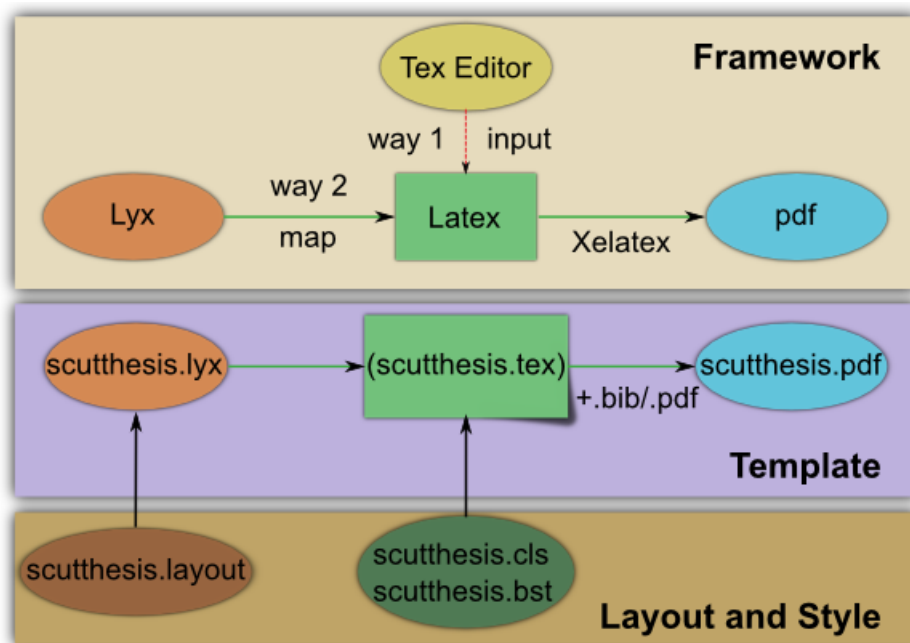 Framework
Tex Editor
way 1 input
way 2
Lyx
map
Latex
Xelatex
pdf
scutthesis.lyx
(scutthesis.tex)
+.bib/.pdf
scutthesis.pdf
Template
scutthesis.layout
scutthesis.cls
scutthesis.bst
Layout and Style